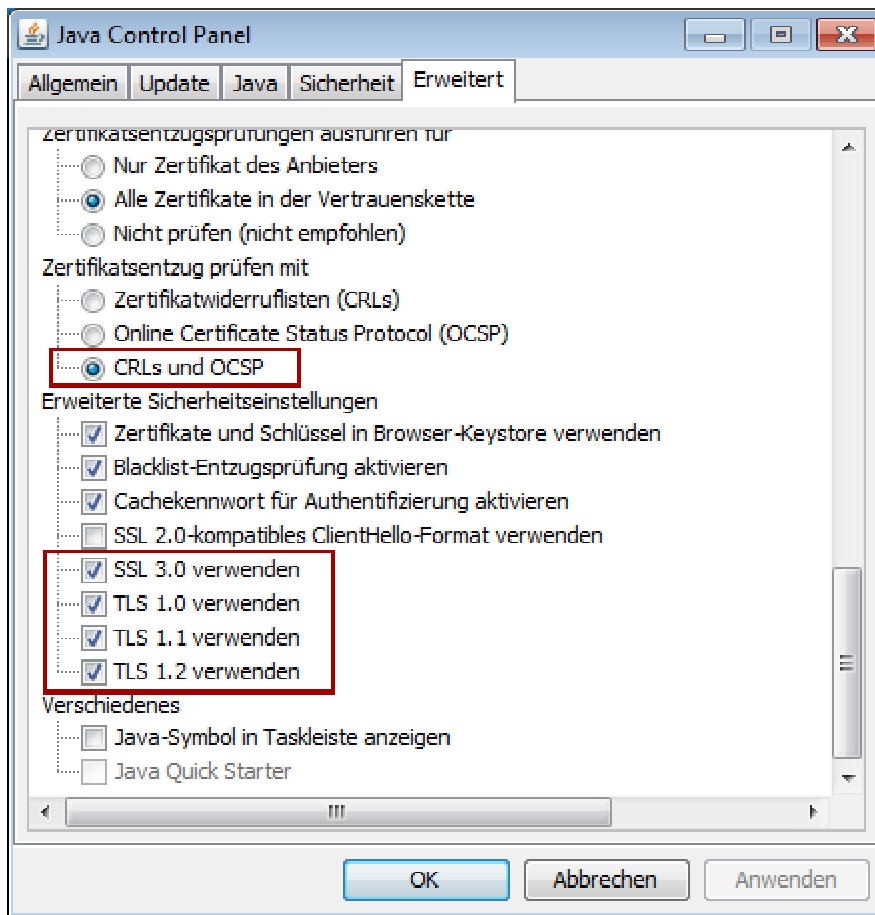 Java Control Panel
Allgemein Update Java Sicherheit Erweitert
Zertifikatsentzugsprüfungen ausführen für
Nur Zertifikat des Anbieters
Alle Zertifikate in der Vertrauenskette
Nicht prüfen (nicht empfohlen)
Zertifikatsentzug prüfen mit
Zertifikatwiderruflisten (CRLs)
Online Certificate Status Protocol (OCSP)
CRLs und OCSP
Erweiterte Sicherheitseinstellungen
Zertifikate und Schlüssel in Browser-Keystore verwenden
Blacklist-Entzugsprüfung aktivieren
Cachekennwort für Authentifizierung aktivieren
SSL 2.0-kompatibles ClientHello-Format verwenden
SSL 3.0 verwenden
TLS 1.0 verwenden
TLS 1.1 verwenden
TLS 1.2 verwenden
Verschiedenes
Java-Symbol in Taskleiste anzeigen
Java Quick Starter
OK Abbrechen Anwenden